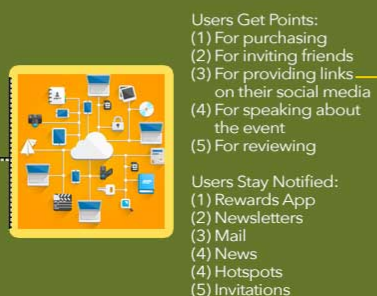 Users Get Points:
(1) For purchasing
(2) For inviting friends
(3) For providing links
on their social media
(4) For speaking about
the event
(5) For reviewing
Users Stay Notified:
(1) Rewards App
(2) Newsletters
(3) Mail
(4) News
(4) Hotspots
(5) Invitations